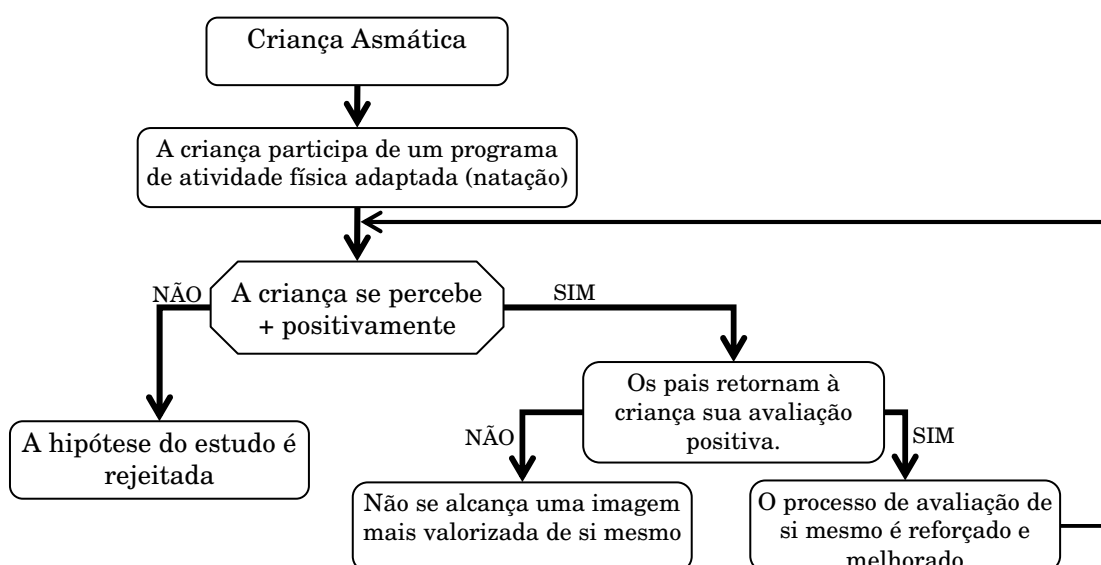 Criança Asmática
A criança participa de um programa
de atividade física adaptada (natação)
NÃO
A criança se percebe
+ positivamente
SIM
Os pais retornam à
criança sua avaliação
positiva.
A hipótese do estudo é
rejeitada
NÃO
SIM
Não se alcança uma imagem
mais valorizada de si mesmo
O processo de avaliação de
si mesmo é reforçado e
melhorado